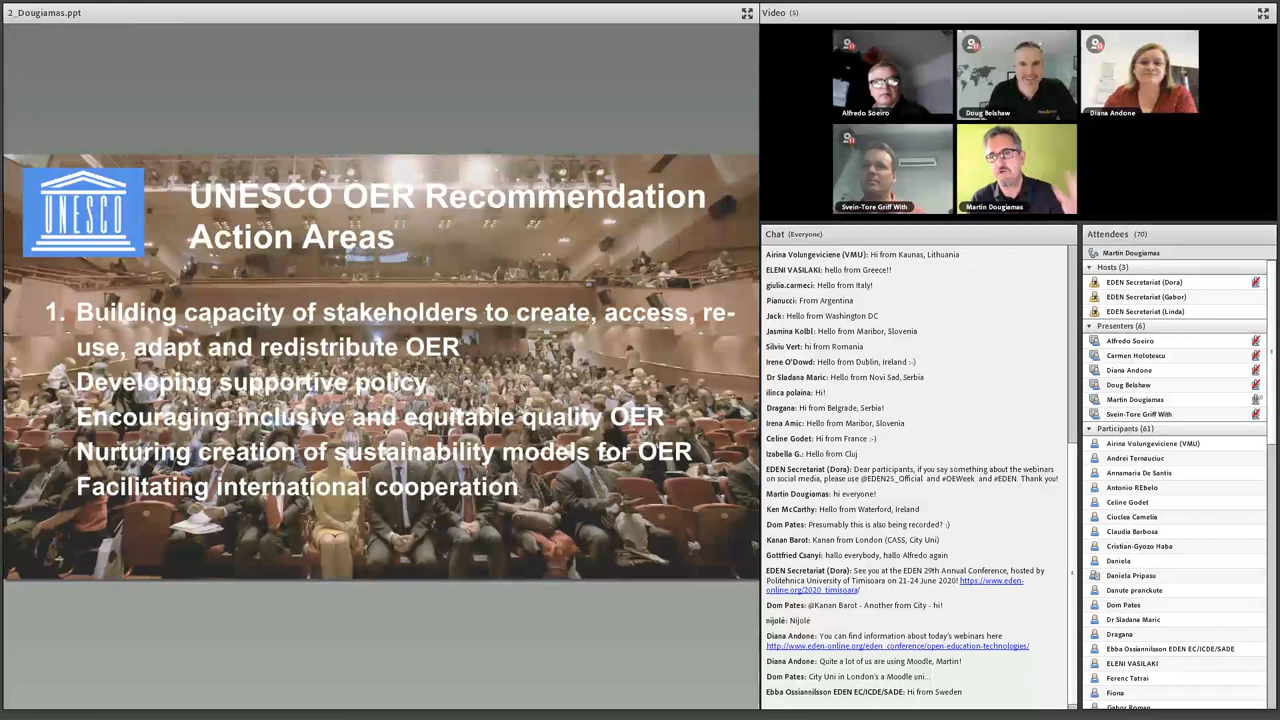 2_Dougiamas.ppt
UNESCO
UNESCO OER Recommendation
Action Areas
1. Building capacity of stakeholders to create, access, re-
use, adapt and redistribute OER
Developing supportive policy
Encouraging inclusive and equitable quality OER
Nurturing creation of sustainability models for OER
Facilitating international cooperation
Video (5)
Alfredo Soeiro
Doug Belshaw
Diana Andone
Svein-Tore Griff With
Martin Dougiamas
Chat (Everyone)
Airina Volungeviciene (VMU): Hi from Kaunas, Lithuania
ELENI VASILAKI: hello from Greece!!
giulia.carmeci: Hello from Italy!
Pianucci: From Argentina
Jack: Hello from Washington DC
Jasmina Kolbl: Hello from Maribor, Slovenia
Silviu Vert: hi from Romania
Irene O'Dowd: Hello from Dublin, Ireland :-)
Dr Sladana Maric: Hello from Novi Sad, Serbia
ilinca polaina: Hi!
Dragana: Hi from Belgrade, Serbia!
Irena Amic: Hello from Maribor, Slovenia
Celine Godet: Hi from France :-)
Izabella G.: Hello from Cluj
EDEN Secretariat (Dora): Dear participants, if you say something about the webinars
on social media, please use @EDEN25_Official and #OEWeek and #EDEN. Thank you!
Martin Dougiamas: hi everyone!
Ken McCarthy: Hello from Waterford, Ireland
Dom Pates: Presumably this is also being recorded? :)
Kanan Barot: Kanan from London (CASS, City Uni)
Gottfried Csanyi: hallo everybody, hallo Alfredo again
EDEN Secretariat (Dora): See you at the EDEN 29th Annual Conference, hosted by
Politehnica University of Timisoara on 21-24 June 2020! https://www.eden-
online.org/2020_timisoara/
Dom Pates: @Kanan Barot - Another from City - hi!
nijolė: Nijolė
Diana Andone: You can find information about today's webinars here
http://www.eden-online.org/eden_conference/open-education-technologies/
Diana Andone: Quite a lot of us are using Moodle, Martin!
Dom Pates: City Uni in London's a Moodle uni...
Ebba Ossiannilsson EDEN EC/ICDE/SADE: Hi from Sweden
Attendees (70)
Martin Dougiamas
Hosts (3)
EDEN Secretariat (Dora)
EDEN Secretariat (Gabor)
EDEN Secretariat (Linda)
Presenters (6)
Alfredo Soeiro
Carmen Holotescu
Diana Andone
Doug Belshaw
Martin Dougiamas
Svein-Tore Griff With
Participants (61)
Airina Volungeviciene (VMU)
Andrei Ternauciuc
Annamaria De Santis
Antonio REbelo
Celine Godet
Ciuclea Camelia
Claudia Barbosa
Cristian-Gyozo Haba
Daniela
Daniela Pripasu
Danute pranckute
Dom Pates
Dr Sladana Maric
Dragana
Ebba Ossiannilsson EDEN EC/ICDE/SADE
ELENI VASILAKI
Ferenc Tatrai
Fiona
Gabor Roman